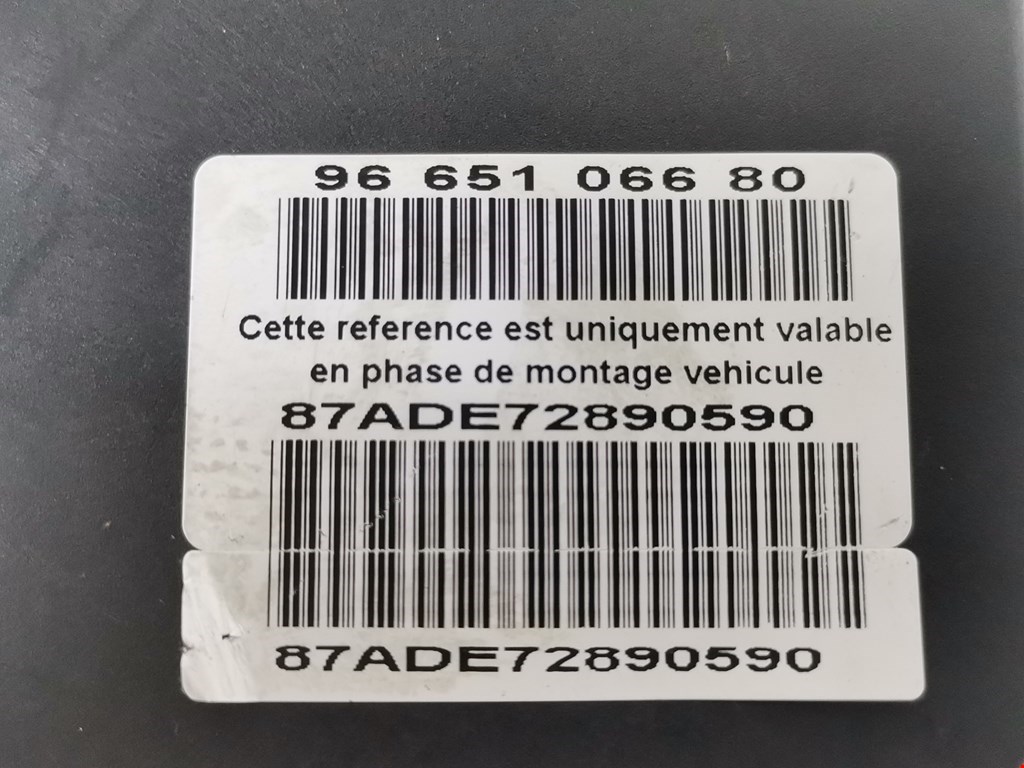 96 651 066 80
Cette reference est uniquement valable
en phase de montage vehicule
87ADE72890590
87ADE72890590